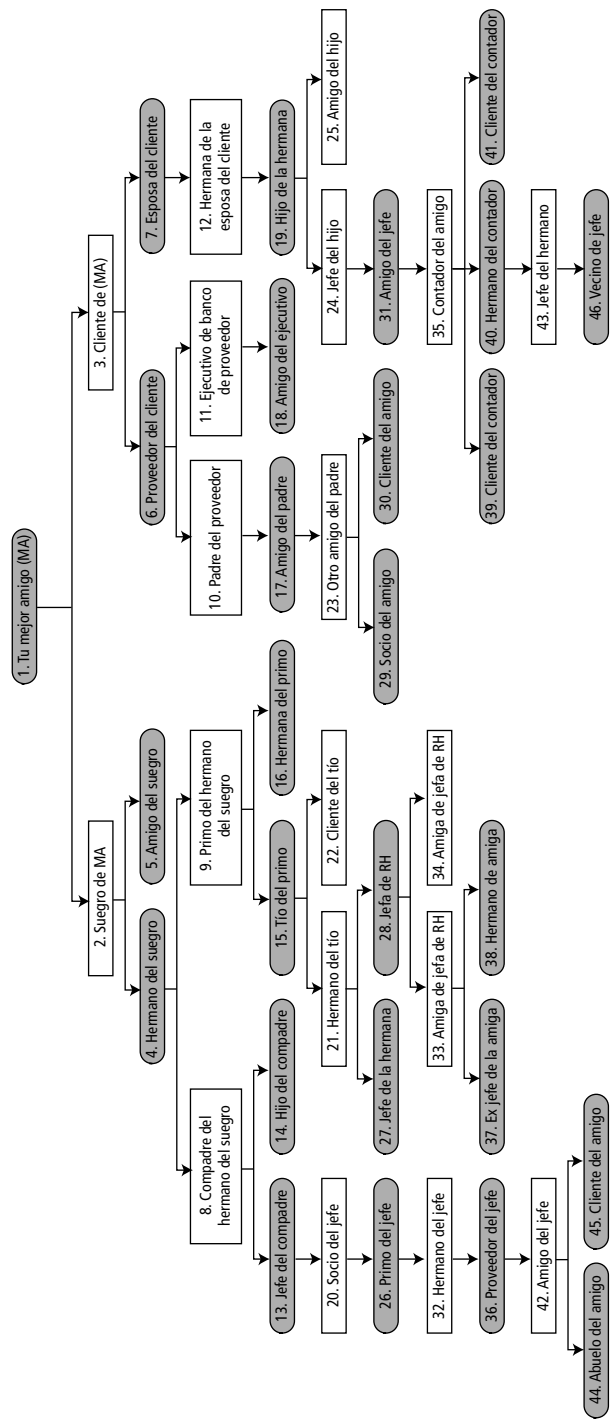 1. Tu mejor amigo (MA)
2. Suegro de MA
3. Cliente de (MA)
4. Hermano del suegro
5. Amigo del suegro
6. Proveedor del cliente
7. Esposa del cliente
8. Compadre del
hermano del suegro
9. Primo del hermano
del suegro
10. Padre del proveedor
11. Ejecutivo de banco
de proveedor
12. Hermana de la
esposa del cliente
13. Jefe del compadre
14. Hijo del compadre
15. Tío del primo
16. Hermana del primo
17. Amigo del padre
18. Amigo del ejecutivo
19. Hijo de la hermana
20. Socio del jefe
21. Hermano del tío
22. Cliente del tío
23. Otro amigo del padre
24. Jefe del hijo
25. Amigo del hijo
26. Primo del jefe
27. Jefe de la hermana
28. Jefa de RH
29. Socio del amigo
30. Cliente del amigo
31. Amigo del jefe
32. Hermano del jefe
33. Amiga de jefa de RH
34. Amiga de jefa de RH
35. Contador del amigo
36. Proveedor del jefe
37. Ex jefe de la amiga
38. Hermano de amiga
39. Cliente del contador
40. Hermano del contador
41. Cliente del contador
42. Amigo del jefe
43. Jefe del hermano
44. Abuelo del amigo
45. Cliente del amigo
46. Vecino de jefe